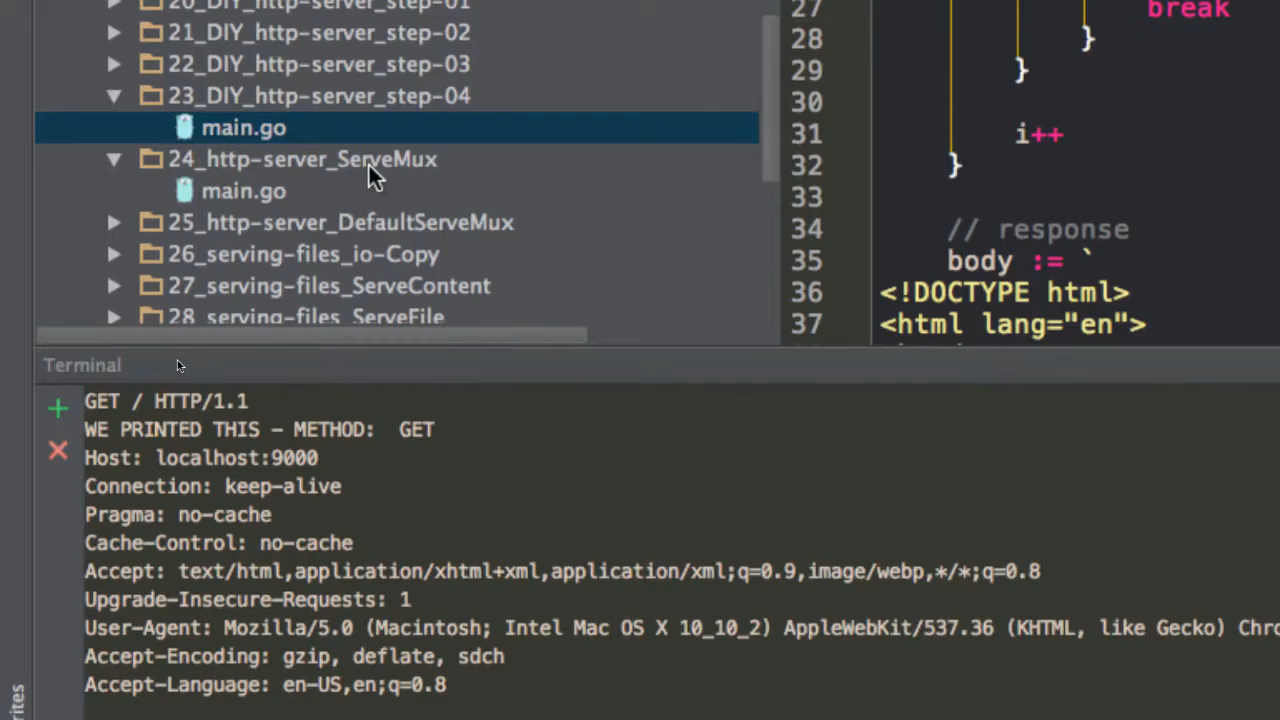 20_DIY_http-server_step-01
21_DIY_http-server_step-02
22_DIY_http-server_step-03
23_DIY_http-server_step-04
main.go
24_http-server_ServeMux
main.go
25_http-server_DefaultServeMux
26_serving-files_io-Copy
27_serving-files_ServeContent
28_serving-files_ServeFile
27 break
28 }
29 }
30
31 i++
32 }
33
34 // response
35 body := `
36 <!DOCTYPE html>
37 <html lang="en">
Terminal
GET / HTTP/1.1
WE PRINTED THIS - METHOD:  GET
Host: localhost:9000
Connection: keep-alive
Pragma: no-cache
Cache-Control: no-cache
Accept: text/html,application/xhtml+xml,application/xml;q=0.9,image/webp,*/*;q=0.8
Upgrade-Insecure-Requests: 1
User-Agent: Mozilla/5.0 (Macintosh; Intel Mac OS X 10_10_2) AppleWebKit/537.36 (KHTML, like Gecko) Chro
Accept-Encoding: gzip, deflate, sdch
Accept-Language: en-US,en;q=0.8
rites